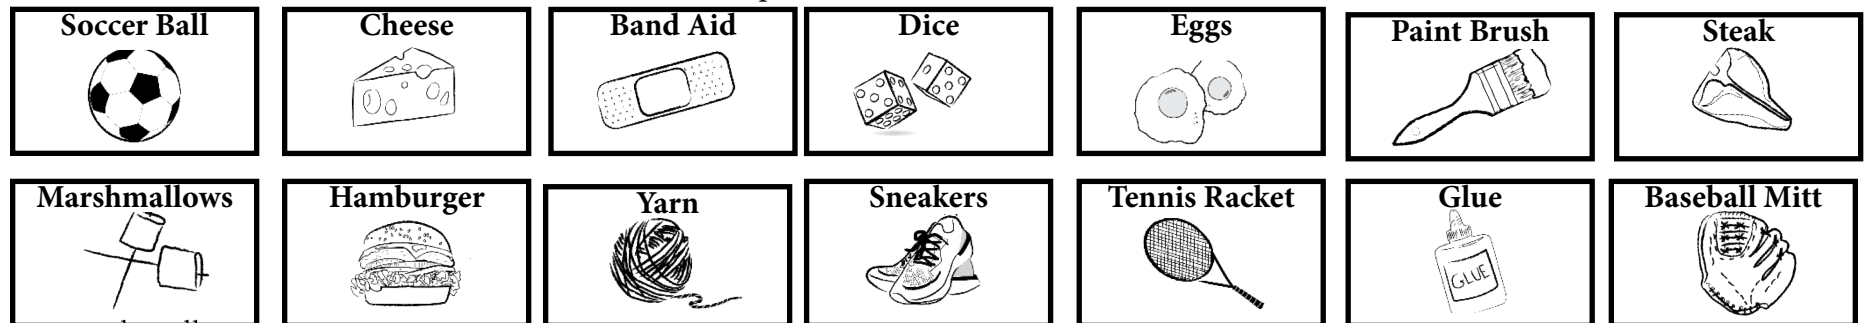 Soccer Ball
Cheese
Band Aid
Dice
Eggs
Paint Brush
Steak
Marshmallows
Hamburger
Yarn
Sneakers
Tennis Racket
Glue
GLUE
Baseball Mitt